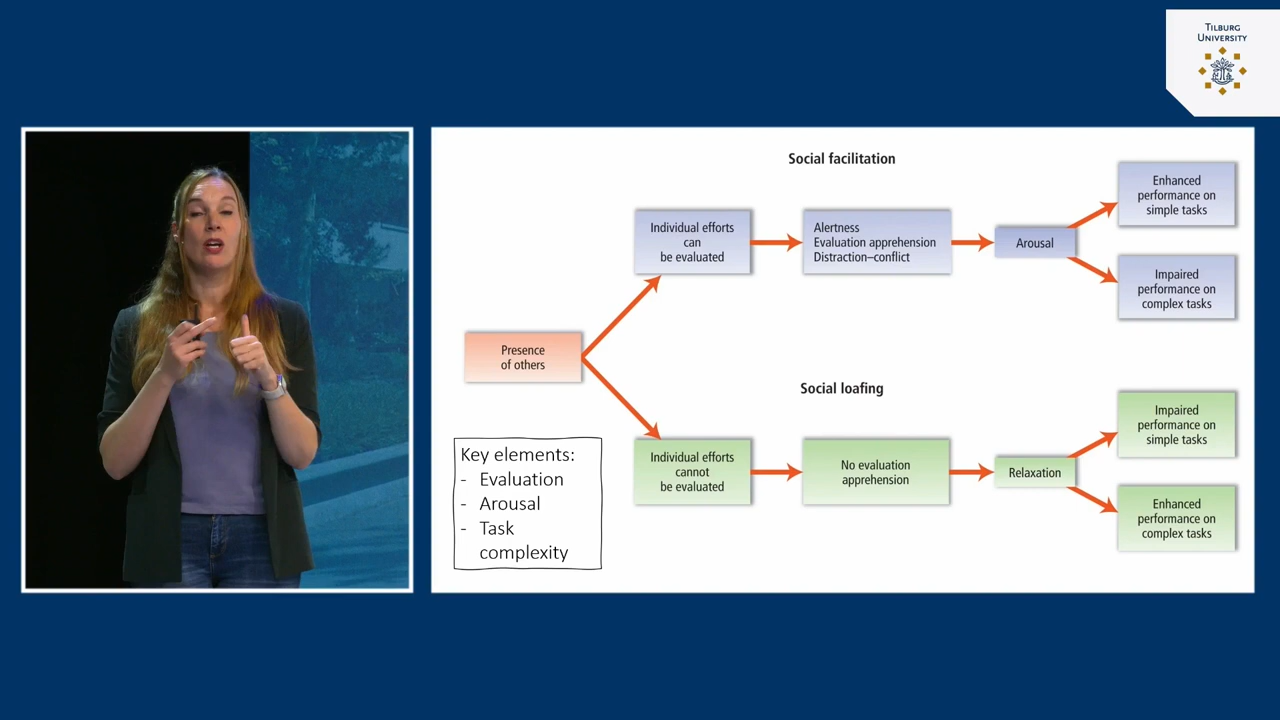 TILBURG
UNIVERSITY
Social facilitation
Individual efforts
can
be evaluated
Alertness
Evaluation apprehension
Distraction–conflict
Arousal
Enhanced
performance on
simple tasks
Impaired
performance on
complex tasks
Presence
of others
Social loafing
Individual efforts
cannot
be evaluated
No evaluation
apprehension
Relaxation
Impaired
performance on
simple tasks
Enhanced
performance on
complex tasks
Key elements:
- Evaluation
- Arousal
- Task
complexity